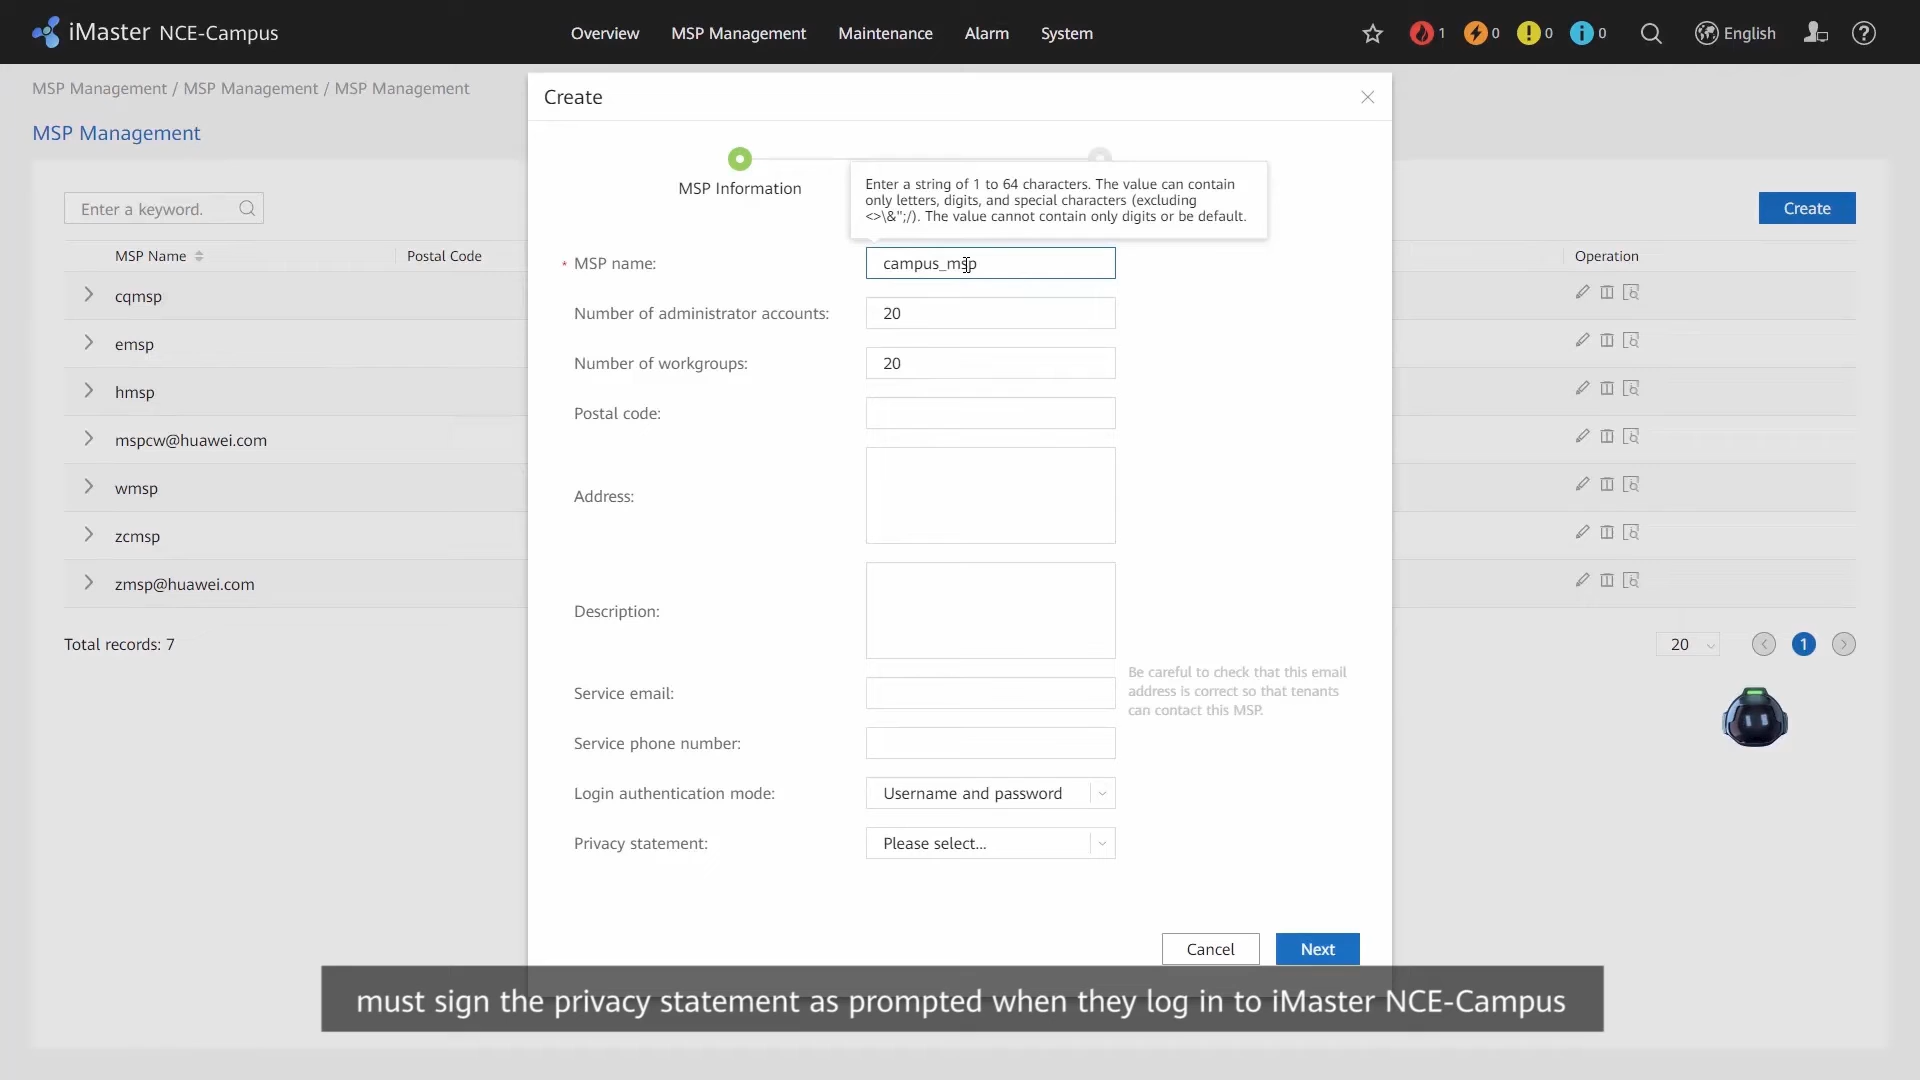 iMaster NCE-Campus
Overview
MSP Management
Maintenance
Alarm
System
1
0
0
0
English
MSP Management / MSP Management / MSP Management
MSP Management
Enter a keyword.
Create
MSP Name
Postal Code
Operation
cqmsp
emsp
hmsp
mspcw@huawei.com
wmsp
zcmsp
zmsp@huawei.com
Total records: 7
20
1
Create
MSP Information
Enter a string of 1 to 64 characters. The value can contain
only letters, digits, and special characters (excluding
<>\&";/). The value cannot contain only digits or be default.
* MSP name:
campus_msp
Number of administrator accounts:
20
Number of workgroups:
20
Postal code:
Address:
Description:
Service email:
Be careful to check that this email
address is correct so that tenants
can contact this MSP.
Service phone number:
Login authentication mode:
Username and password
Privacy statement:
Please select...
Cancel
Next
must sign the privacy statement as prompted when they log in to iMaster NCE-Campus